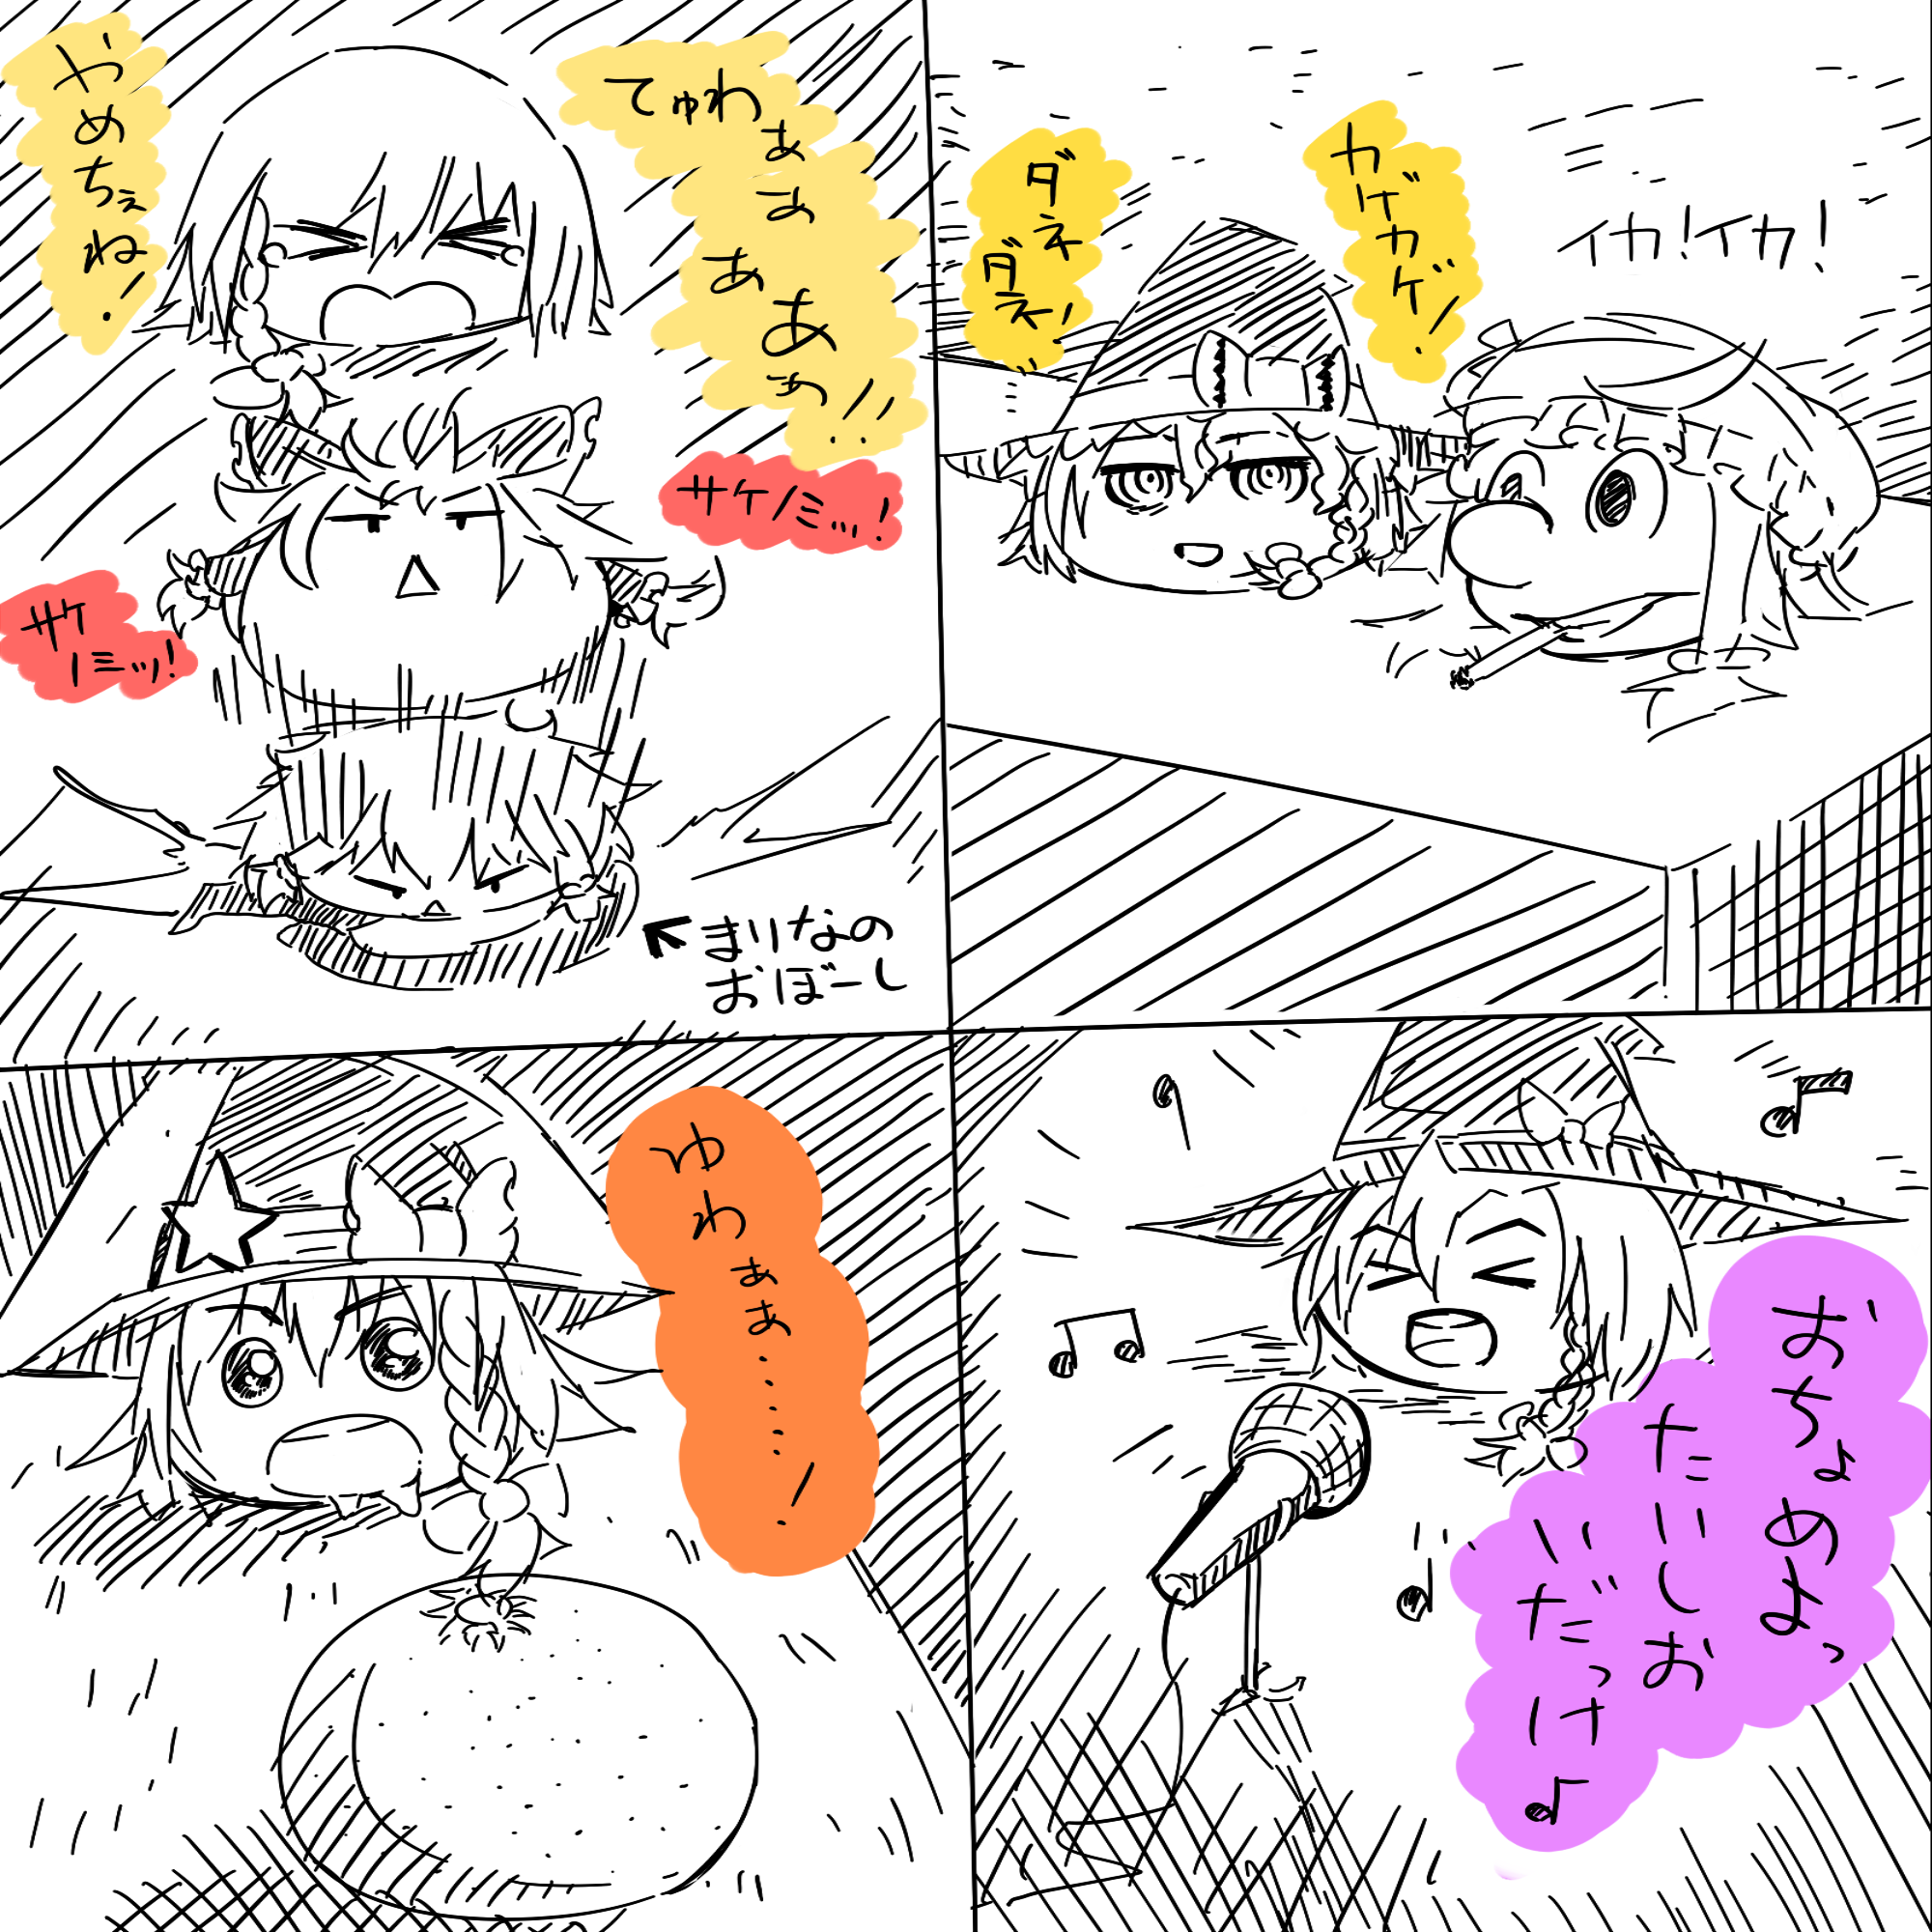 イカ!イカ!
カゲカゲ!
ダネ
ダネ!
てゅわぁぁあああぁ!!
やめちぇね!
サケノミッ!
サケ
ノミッ!
←まりなの
おぼーし
おちょめよっ
たいしお
いだっけ♪
ゆわぁぁ……!